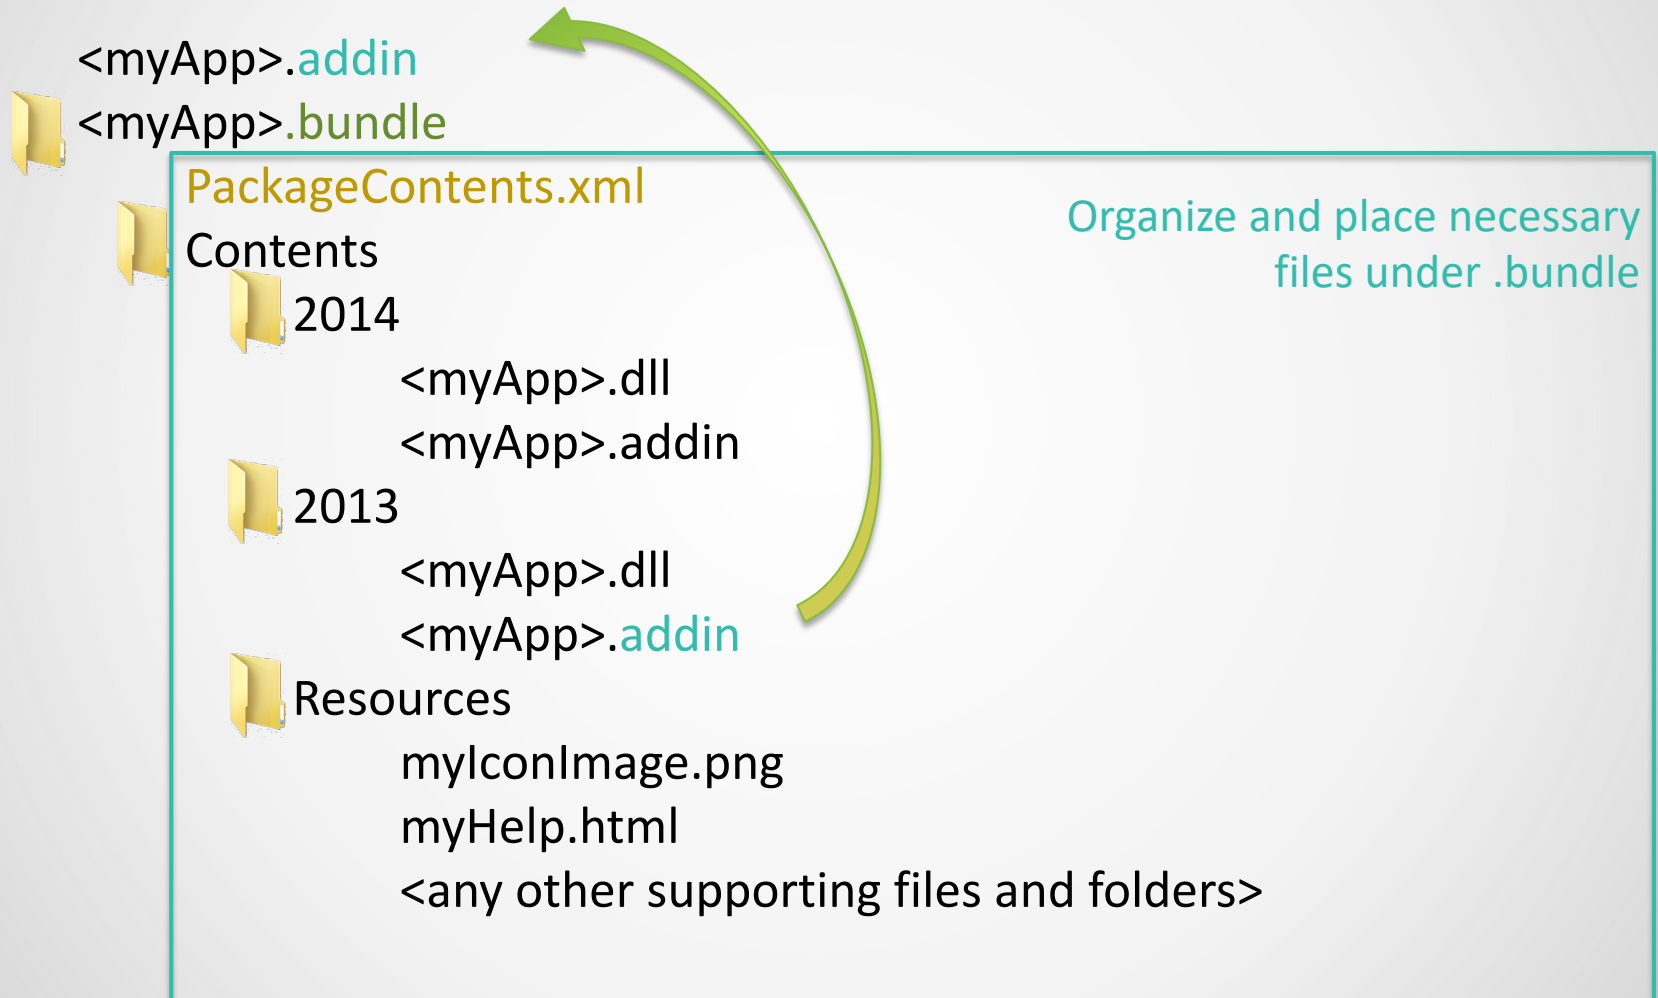 <myApp>.addin
<myApp>.bundle
PackageContents.xml
Organize and place necessary
files under .bundle
Contents
2014
<myApp>.dll
<myApp>.addin
2013
<myApp>.dll
<myApp>.addin
Resources
myIconImage.png
myHelp.html
<any other supporting files and folders>